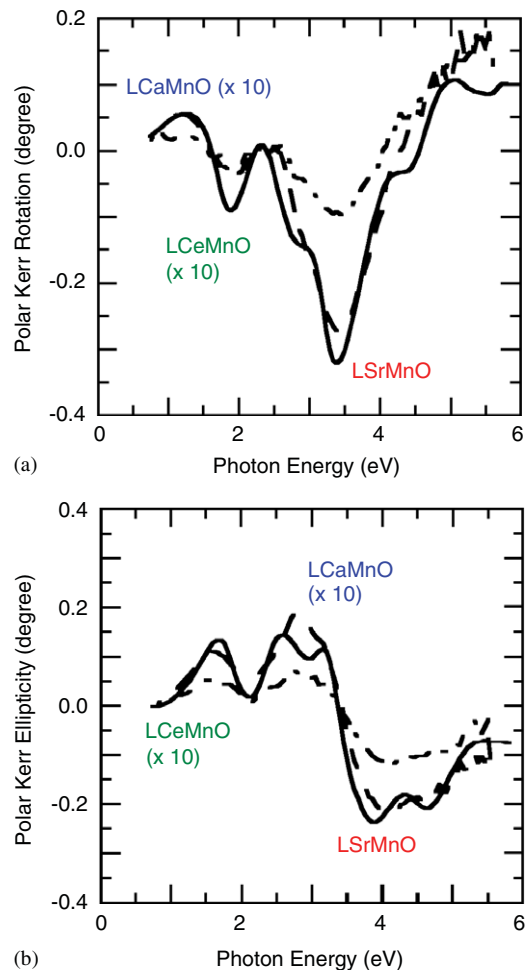 0.2
LCaMnO (x 10)
0.0
Polar Kerr Rotation (degree)
LCeMnO
(x 10)
-0.2
LSrMnO
-0.4
0 2 4 6
(a)
Photon Energy (eV)
0.4
LCaMnO
(x 10)
0.2
Polar Kerr Ellipticity (degree)
0.0
LCeMnO
(x 10)
-0.2
LSrMnO
-0.4
0 2 4 6
(b)
Photon Energy (eV)